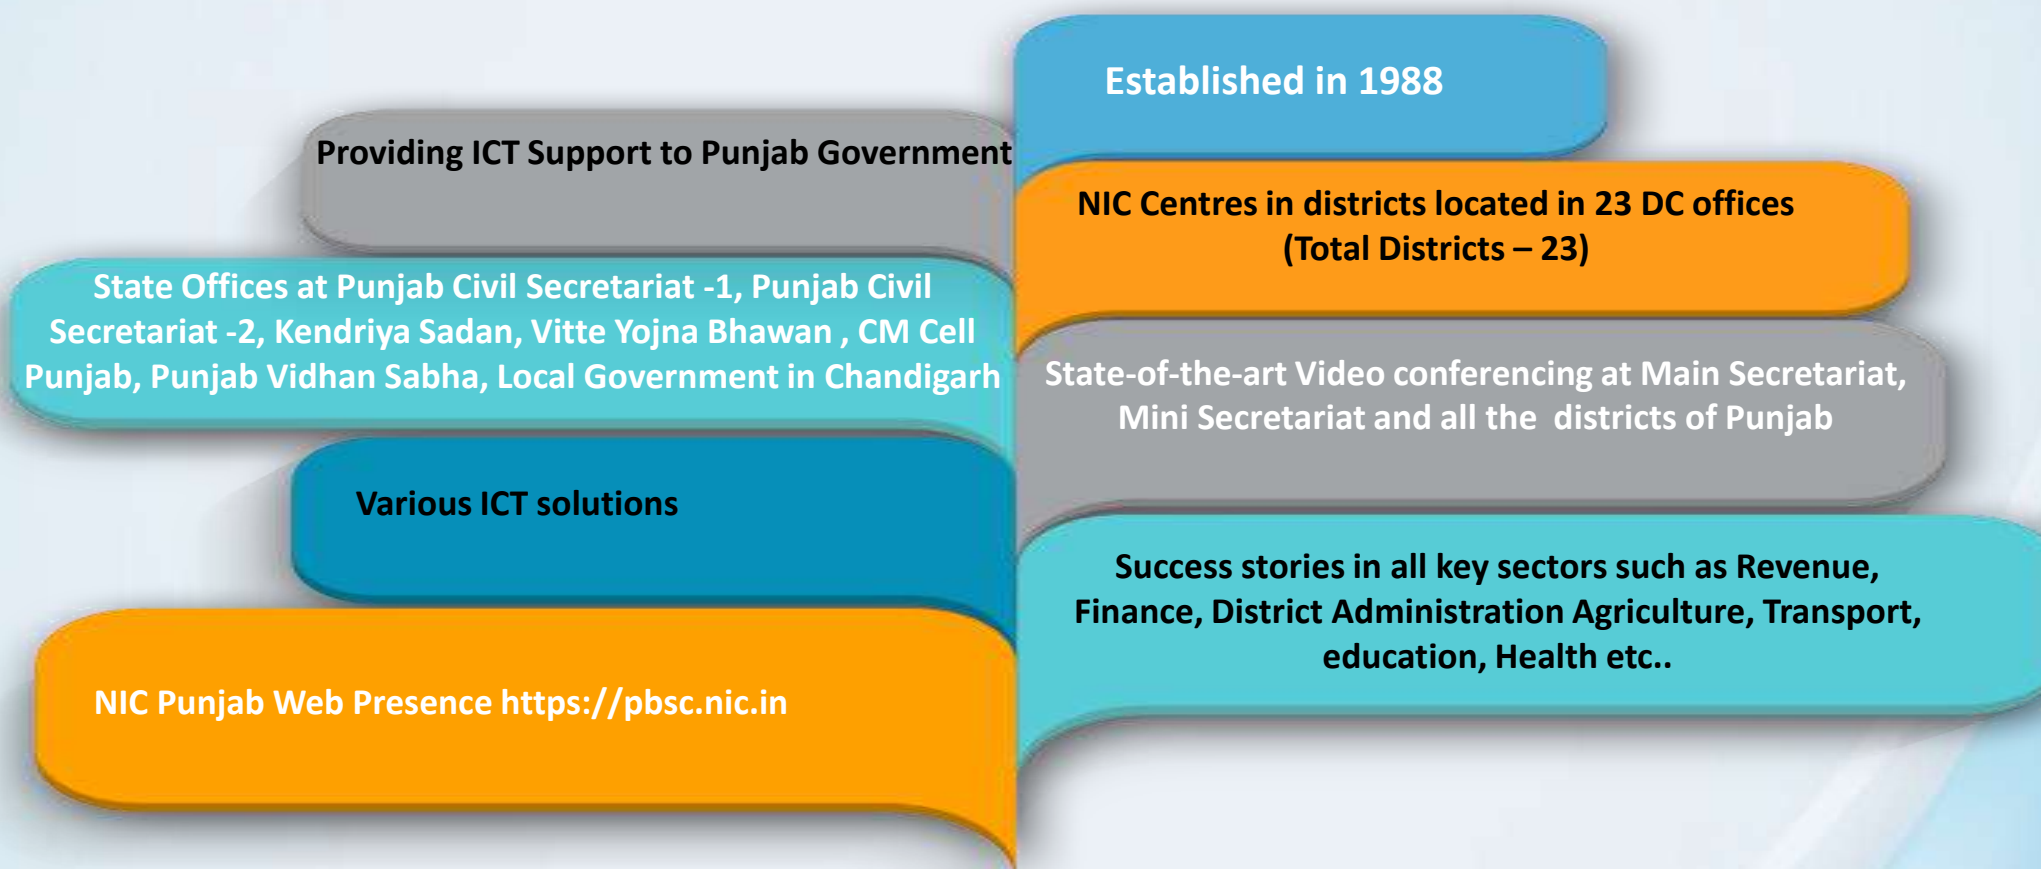 Established in 1988
Providing ICT Support to Punjab Government
NIC Centres in districts located in 23 DC offices
(Total Districts – 23)
State Offices at Punjab Civil Secretariat -1, Punjab Civil
Secretariat -2, Kendriya Sadan, Vitte Yojna Bhawan , CM Cell
Punjab, Punjab Vidhan Sabha, Local Government in Chandigarh
State-of-the-art Video conferencing at Main Secretariat,
Mini Secretariat and all the districts of Punjab
Various ICT solutions
Success stories in all key sectors such as Revenue,
Finance, District Administration Agriculture, Transport,
education, Health etc..
NIC Punjab Web Presence https://pbsc.nic.in